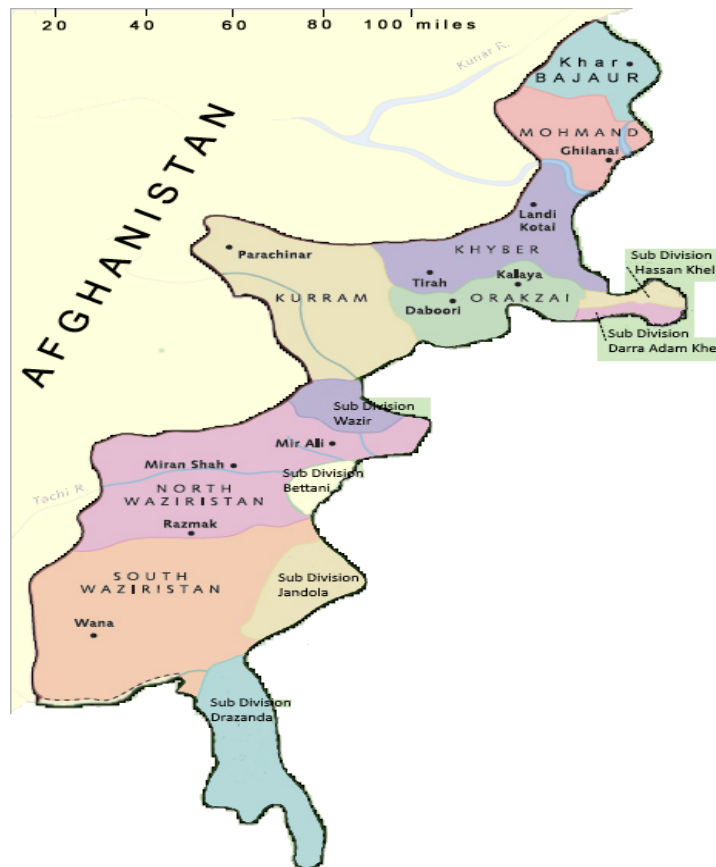 20 40 60 80 100 miles
Kunar R.
Khar
BAJAUR
MOHMAND
Ghilanai
AFGHANISTAN
Landi
Kotai
Parachinar
KHYBER
Sub Division
Hassan Khel
Tirah
Kalaya
KURRAM
ORAKZAI
Daboori
Sub Division
Darra Adam Khe
Sub Division
Wazir
Mir Ali
Miran Shah
Sub Division
Bettani
Tachi R.
NORTH
WAZIRISTAN
Razmak
SOUTH
WAZIRISTAN
Sub Division
Jandola
Wana
Sub Division
Drazanda